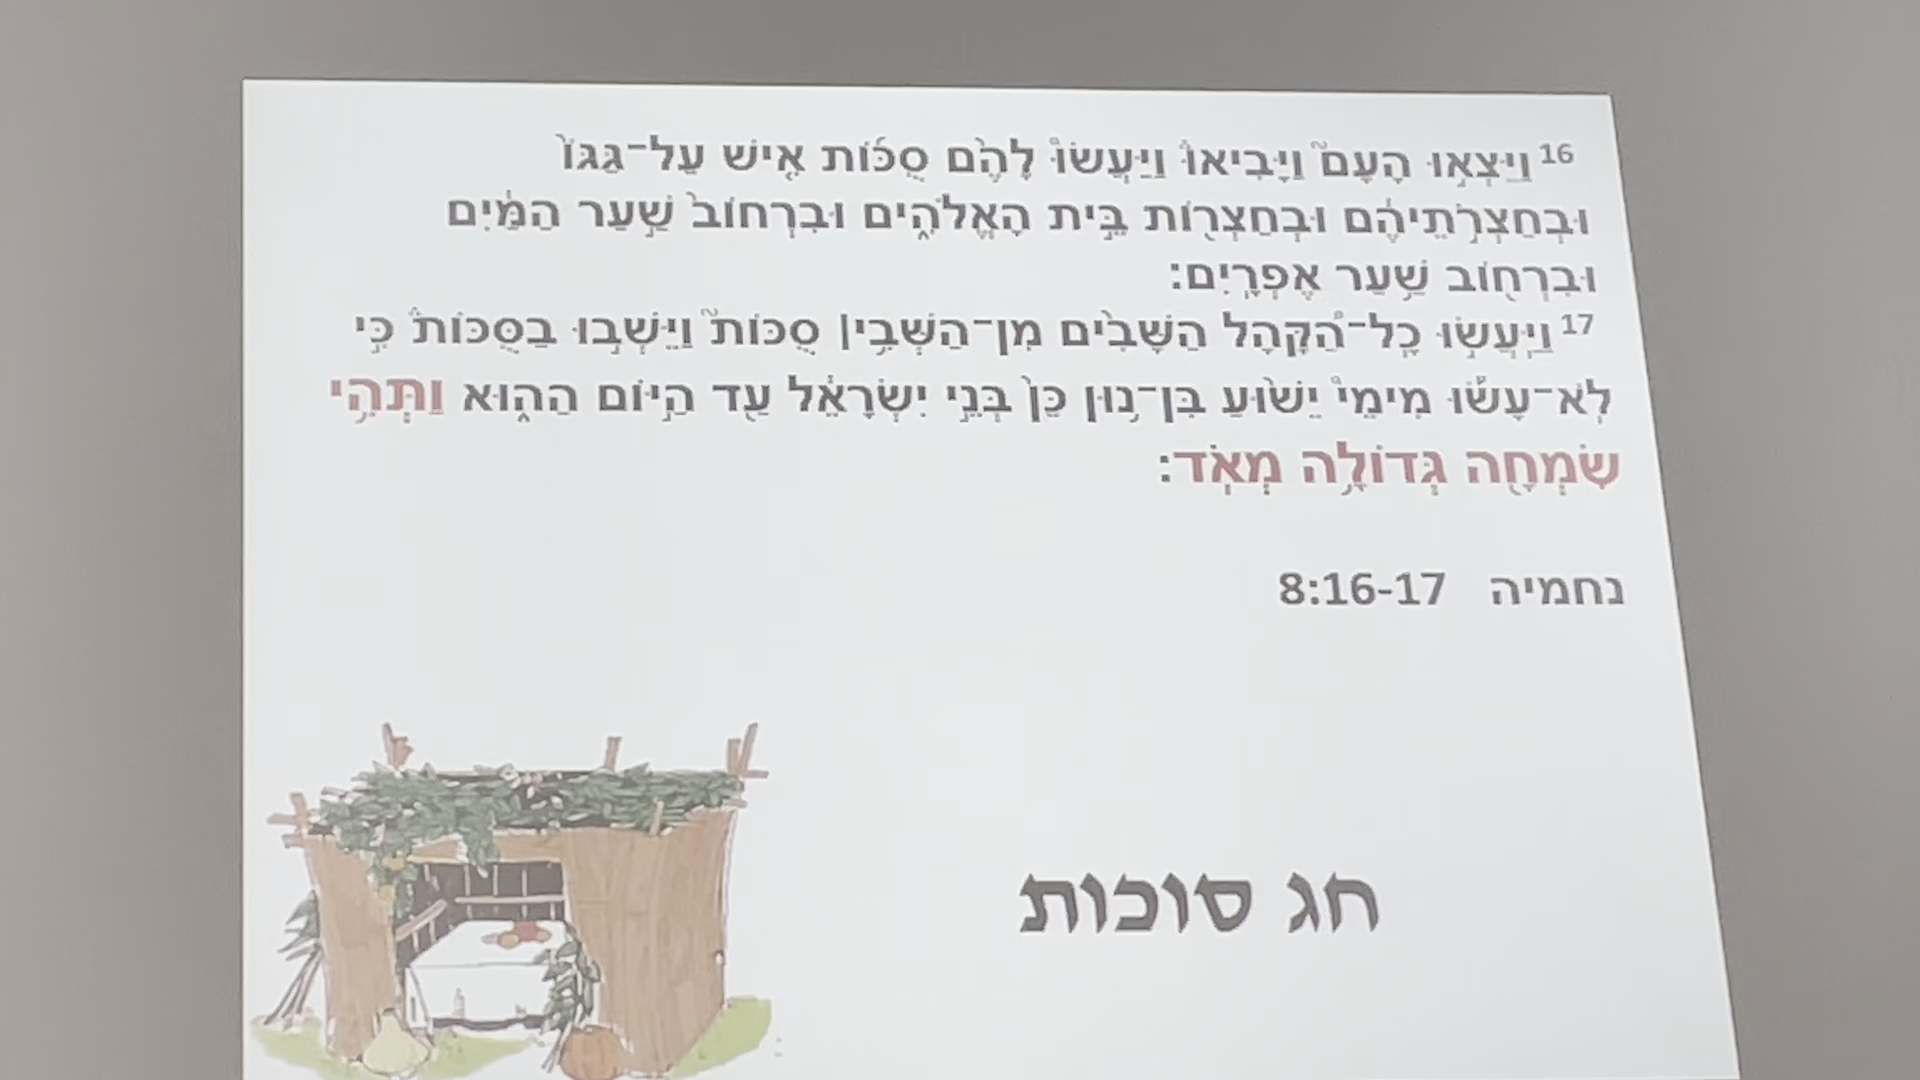 16 וַיֵּצְא֣וּ הָעָם֮ וַיָּבִיאוּ֒ וַיַּעֲשׂוּ֩ לָהֶ֨ם סֻכּ֜וֹת אִ֤ישׁ עַל־גַּגּוֹ֙
וּבְחַצְרֹ֣תֵיהֶ֔ם וּבְחַצְר֖וֹת בֵּ֣ית הָאֱלֹהִ֑ים וּבִרְחוֹב֙ שַׁ֣עַר הַמַּ֔יִם
וּבִרְח֖וֹב שַׁ֥עַר אֶפְרָֽיִם׃
17 וַיַּֽעֲשׂ֣וּ כָֽל־הַ֠קָּהָל הַשָּׁבִ֨ים מִן־הַשְּׁבִ֥י׀ סֻכּוֹת֮ וַיֵּשְׁב֣וּ בַסֻּכּוֹת֒ כִּ֣י
לֹֽא־עָשׂ֡וּ מִימֵי֩ יֵשׁ֨וּעַ בִּן־נ֥וּן כֵּן֙ בְּנֵ֣י יִשְׂרָאֵ֔ל עַ֖ד הַיּ֣וֹם הַה֑וּא וַתְּהִ֥י
שִׂמְחָ֖ה גְּדוֹלָ֥ה מְאֹֽד׃
נחמיה 8:16-17
חג סוכות